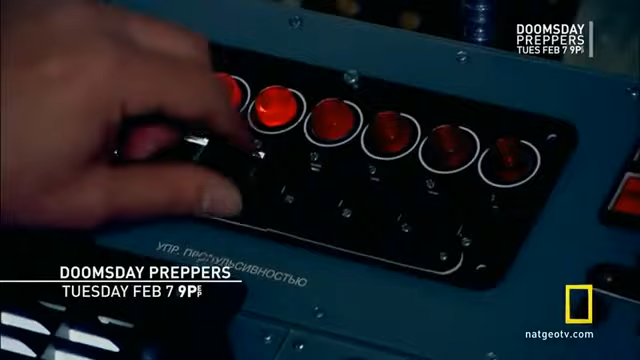 DOOMSDAY
PREPPERS
TUES FEB 7 9P
УПР. ПРОПУЛЬСИВНОСТЬЮ
DOOMSDAY PREPPERS
TUESDAY FEB 7 9P
natgeotv.com